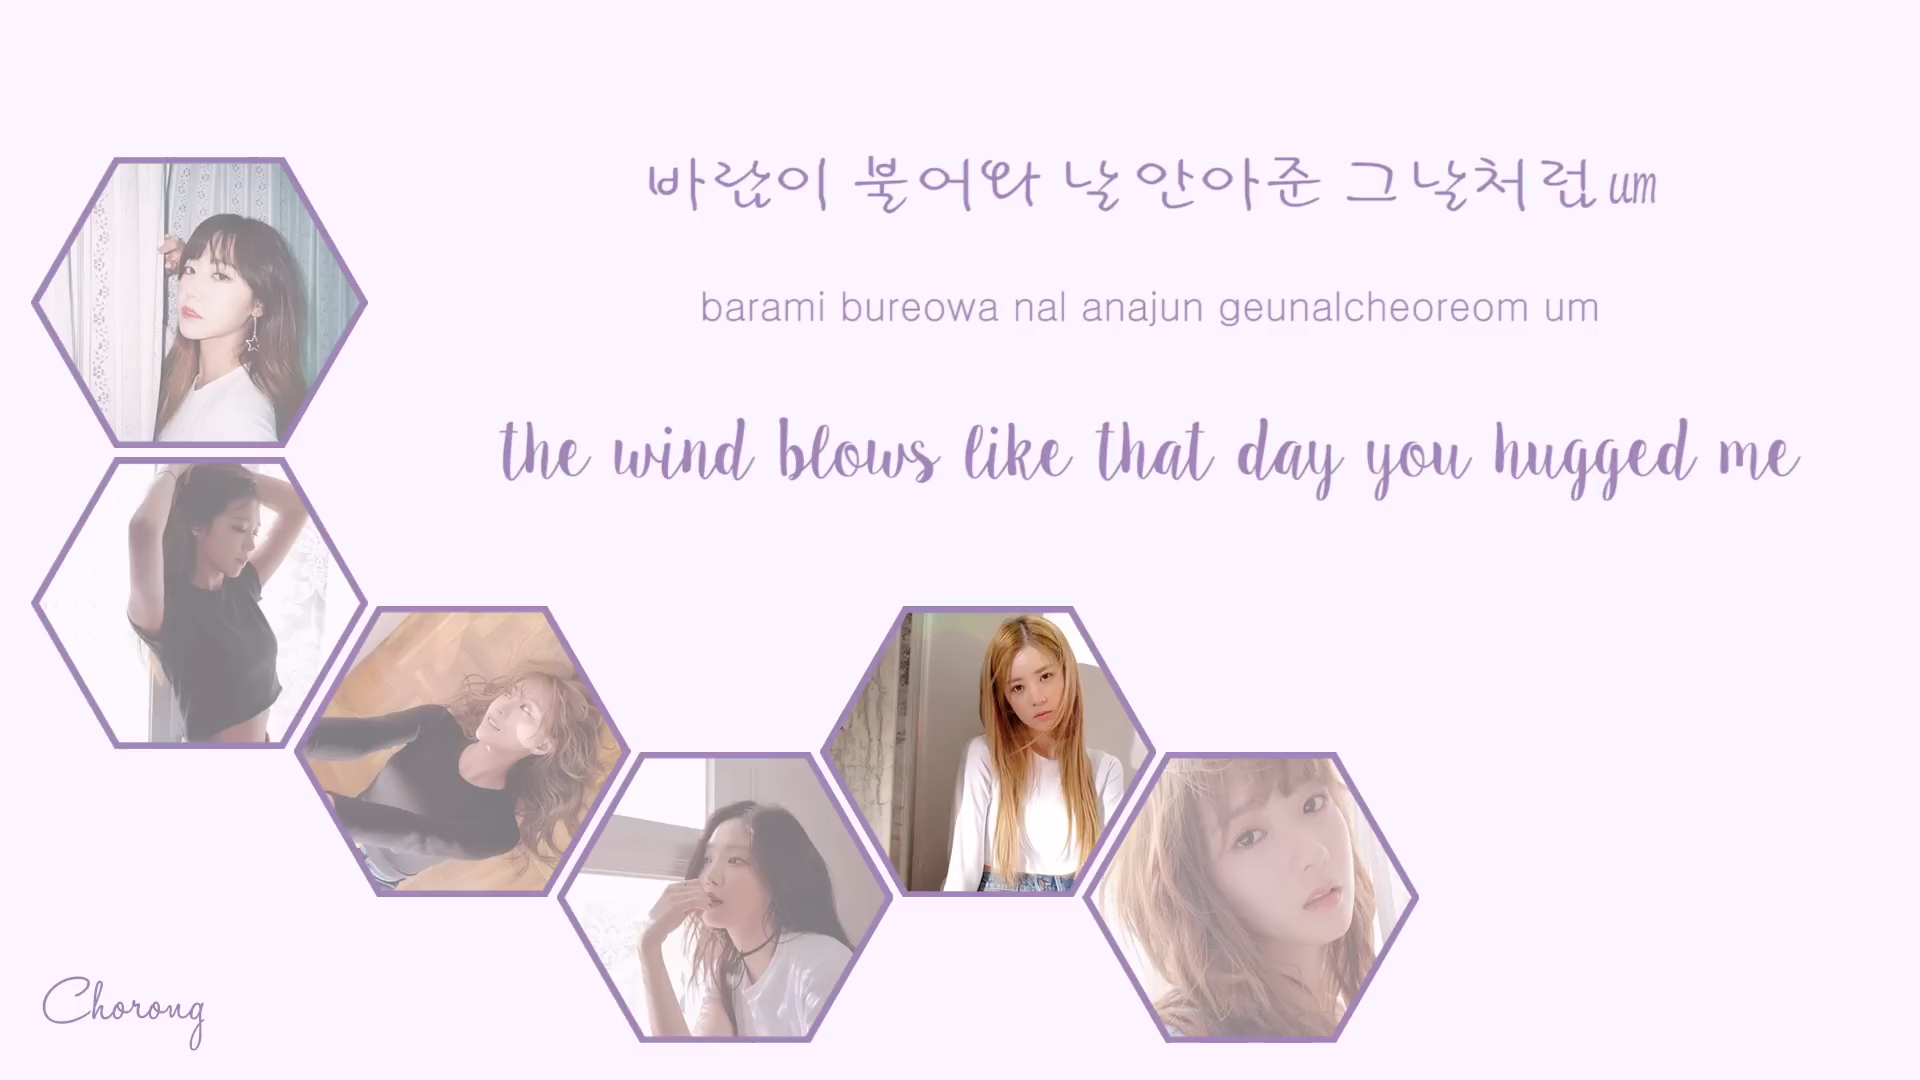 바람이 불어와 날 안아준 그날처럼 um
barami bureowa nal anajun geunalcheoreom um
the wind blows like that day you hugged me
Chorong